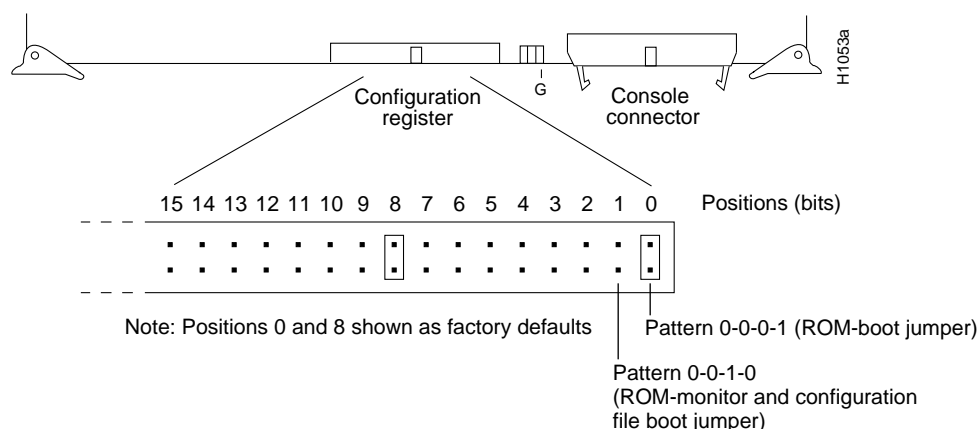 H1053a
G
Configuration
register
Console
connector
15 14 13 12 11 10 9 8 7 6 5 4 3 2 1 0 Positions (bits)
Note: Positions 0 and 8 shown as factory defaults
Pattern 0-0-0-1 (ROM-boot jumper)
Pattern 0-0-1-0
(ROM-monitor and configuration
file boot jumper)